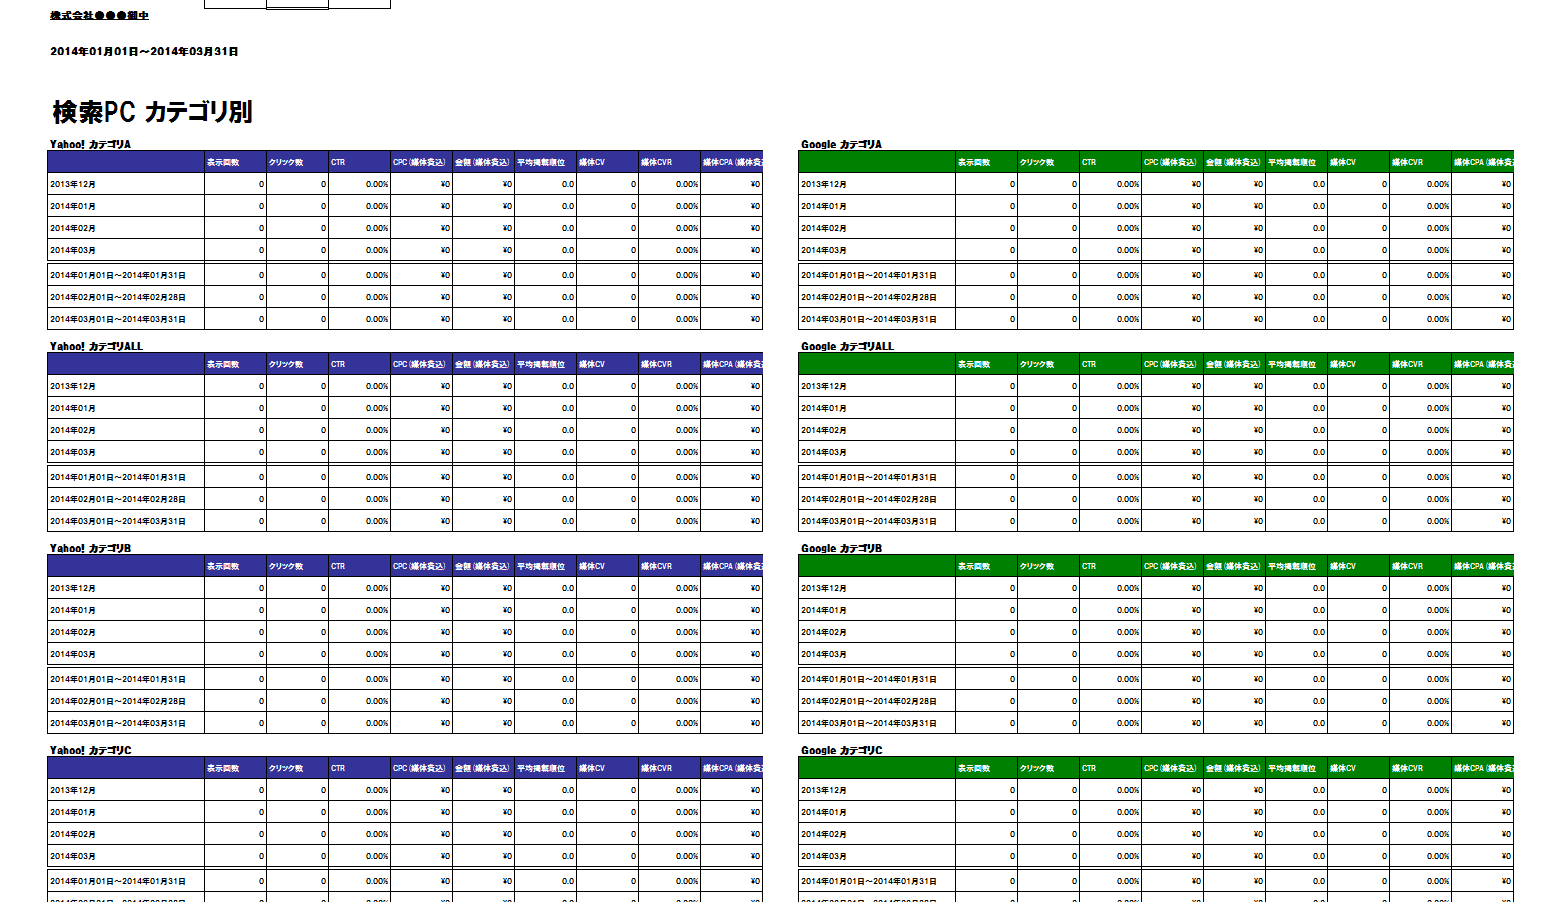 株式会社●●●御中
2014年01月01日～2014年03月31日
検索PC カテゴリ別
Yahoo! カテゴリA
表示回数 クリック数 CTR CPC（媒体費込） 金額（媒体費込） 平均掲載順位 媒体CV 媒体CVR 媒体CPA（媒体費
2013年12月 0 0 0.00% ¥0 ¥0 0.0 0 0.00% ¥0
2014年01月 0 0 0.00% ¥0 ¥0 0.0 0 0.00% ¥0
2014年02月 0 0 0.00% ¥0 ¥0 0.0 0 0.00% ¥0
2014年03月 0 0 0.00% ¥0 ¥0 0.0 0 0.00% ¥0
2014年01月01日～2014年01月31日 0 0 0.00% ¥0 ¥0 0.0 0 0.00% ¥0
2014年02月01日～2014年02月28日 0 0 0.00% ¥0 ¥0 0.0 0 0.00% ¥0
2014年03月01日～2014年03月31日 0 0 0.00% ¥0 ¥0 0.0 0 0.00% ¥0
Google カテゴリA
表示回数 クリック数 CTR CPC（媒体費込） 金額（媒体費込） 平均掲載順位 媒体CV 媒体CVR 媒体CPA（媒体費
2013年12月 0 0 0.00% ¥0 ¥0 0.0 0 0.00% ¥0
2014年01月 0 0 0.00% ¥0 ¥0 0.0 0 0.00% ¥0
2014年02月 0 0 0.00% ¥0 ¥0 0.0 0 0.00% ¥0
2014年03月 0 0 0.00% ¥0 ¥0 0.0 0 0.00% ¥0
2014年01月01日～2014年01月31日 0 0 0.00% ¥0 ¥0 0.0 0 0.00% ¥0
2014年02月01日～2014年02月28日 0 0 0.00% ¥0 ¥0 0.0 0 0.00% ¥0
2014年03月01日～2014年03月31日 0 0 0.00% ¥0 ¥0 0.0 0 0.00% ¥0
Yahoo! カテゴリALL
表示回数 クリック数 CTR CPC（媒体費込） 金額（媒体費込） 平均掲載順位 媒体CV 媒体CVR 媒体CPA（媒体費
2013年12月 0 0 0.00% ¥0 ¥0 0.0 0 0.00% ¥0
2014年01月 0 0 0.00% ¥0 ¥0 0.0 0 0.00% ¥0
2014年02月 0 0 0.00% ¥0 ¥0 0.0 0 0.00% ¥0
2014年03月 0 0 0.00% ¥0 ¥0 0.0 0 0.00% ¥0
2014年01月01日～2014年01月31日 0 0 0.00% ¥0 ¥0 0.0 0 0.00% ¥0
2014年02月01日～2014年02月28日 0 0 0.00% ¥0 ¥0 0.0 0 0.00% ¥0
2014年03月01日～2014年03月31日 0 0 0.00% ¥0 ¥0 0.0 0 0.00% ¥0
Google カテゴリALL
表示回数 クリック数 CTR CPC（媒体費込） 金額（媒体費込） 平均掲載順位 媒体CV 媒体CVR 媒体CPA（媒体費
2013年12月 0 0 0.00% ¥0 ¥0 0.0 0 0.00% ¥0
2014年01月 0 0 0.00% ¥0 ¥0 0.0 0 0.00% ¥0
2014年02月 0 0 0.00% ¥0 ¥0 0.0 0 0.00% ¥0
2014年03月 0 0 0.00% ¥0 ¥0 0.0 0 0.00% ¥0
2014年01月01日～2014年01月31日 0 0 0.00% ¥0 ¥0 0.0 0 0.00% ¥0
2014年02月01日～2014年02月28日 0 0 0.00% ¥0 ¥0 0.0 0 0.00% ¥0
2014年03月01日～2014年03月31日 0 0 0.00% ¥0 ¥0 0.0 0 0.00% ¥0
Yahoo! カテゴリB
表示回数 クリック数 CTR CPC（媒体費込） 金額（媒体費込） 平均掲載順位 媒体CV 媒体CVR 媒体CPA（媒体費
2013年12月 0 0 0.00% ¥0 ¥0 0.0 0 0.00% ¥0
2014年01月 0 0 0.00% ¥0 ¥0 0.0 0 0.00% ¥0
2014年02月 0 0 0.00% ¥0 ¥0 0.0 0 0.00% ¥0
2014年03月 0 0 0.00% ¥0 ¥0 0.0 0 0.00% ¥0
2014年01月01日～2014年01月31日 0 0 0.00% ¥0 ¥0 0.0 0 0.00% ¥0
2014年02月01日～2014年02月28日 0 0 0.00% ¥0 ¥0 0.0 0 0.00% ¥0
2014年03月01日～2014年03月31日 0 0 0.00% ¥0 ¥0 0.0 0 0.00% ¥0
Google カテゴリB
表示回数 クリック数 CTR CPC（媒体費込） 金額（媒体費込） 平均掲載順位 媒体CV 媒体CVR 媒体CPA（媒体費
2013年12月 0 0 0.00% ¥0 ¥0 0.0 0 0.00% ¥0
2014年01月 0 0 0.00% ¥0 ¥0 0.0 0 0.00% ¥0
2014年02月 0 0 0.00% ¥0 ¥0 0.0 0 0.00% ¥0
2014年03月 0 0 0.00% ¥0 ¥0 0.0 0 0.00% ¥0
2014年01月01日～2014年01月31日 0 0 0.00% ¥0 ¥0 0.0 0 0.00% ¥0
2014年02月01日～2014年02月28日 0 0 0.00% ¥0 ¥0 0.0 0 0.00% ¥0
2014年03月01日～2014年03月31日 0 0 0.00% ¥0 ¥0 0.0 0 0.00% ¥0
Yahoo! カテゴリC
表示回数 クリック数 CTR CPC（媒体費込） 金額（媒体費込） 平均掲載順位 媒体CV 媒体CVR 媒体CPA（媒体費
2013年12月 0 0 0.00% ¥0 ¥0 0.0 0 0.00% ¥0
2014年01月 0 0 0.00% ¥0 ¥0 0.0 0 0.00% ¥0
2014年02月 0 0 0.00% ¥0 ¥0 0.0 0 0.00% ¥0
2014年03月 0 0 0.00% ¥0 ¥0 0.0 0 0.00% ¥0
2014年01月01日～2014年01月31日 0 0 0.00% ¥0 ¥0 0.0 0 0.00% ¥0
Google カテゴリC
表示回数 クリック数 CTR CPC（媒体費込） 金額（媒体費込） 平均掲載順位 媒体CV 媒体CVR 媒体CPA（媒体費
2013年12月 0 0 0.00% ¥0 ¥0 0.0 0 0.00% ¥0
2014年01月 0 0 0.00% ¥0 ¥0 0.0 0 0.00% ¥0
2014年02月 0 0 0.00% ¥0 ¥0 0.0 0 0.00% ¥0
2014年03月 0 0 0.00% ¥0 ¥0 0.0 0 0.00% ¥0
2014年01月01日～2014年01月31日 0 0 0.00% ¥0 ¥0 0.0 0 0.00% ¥0